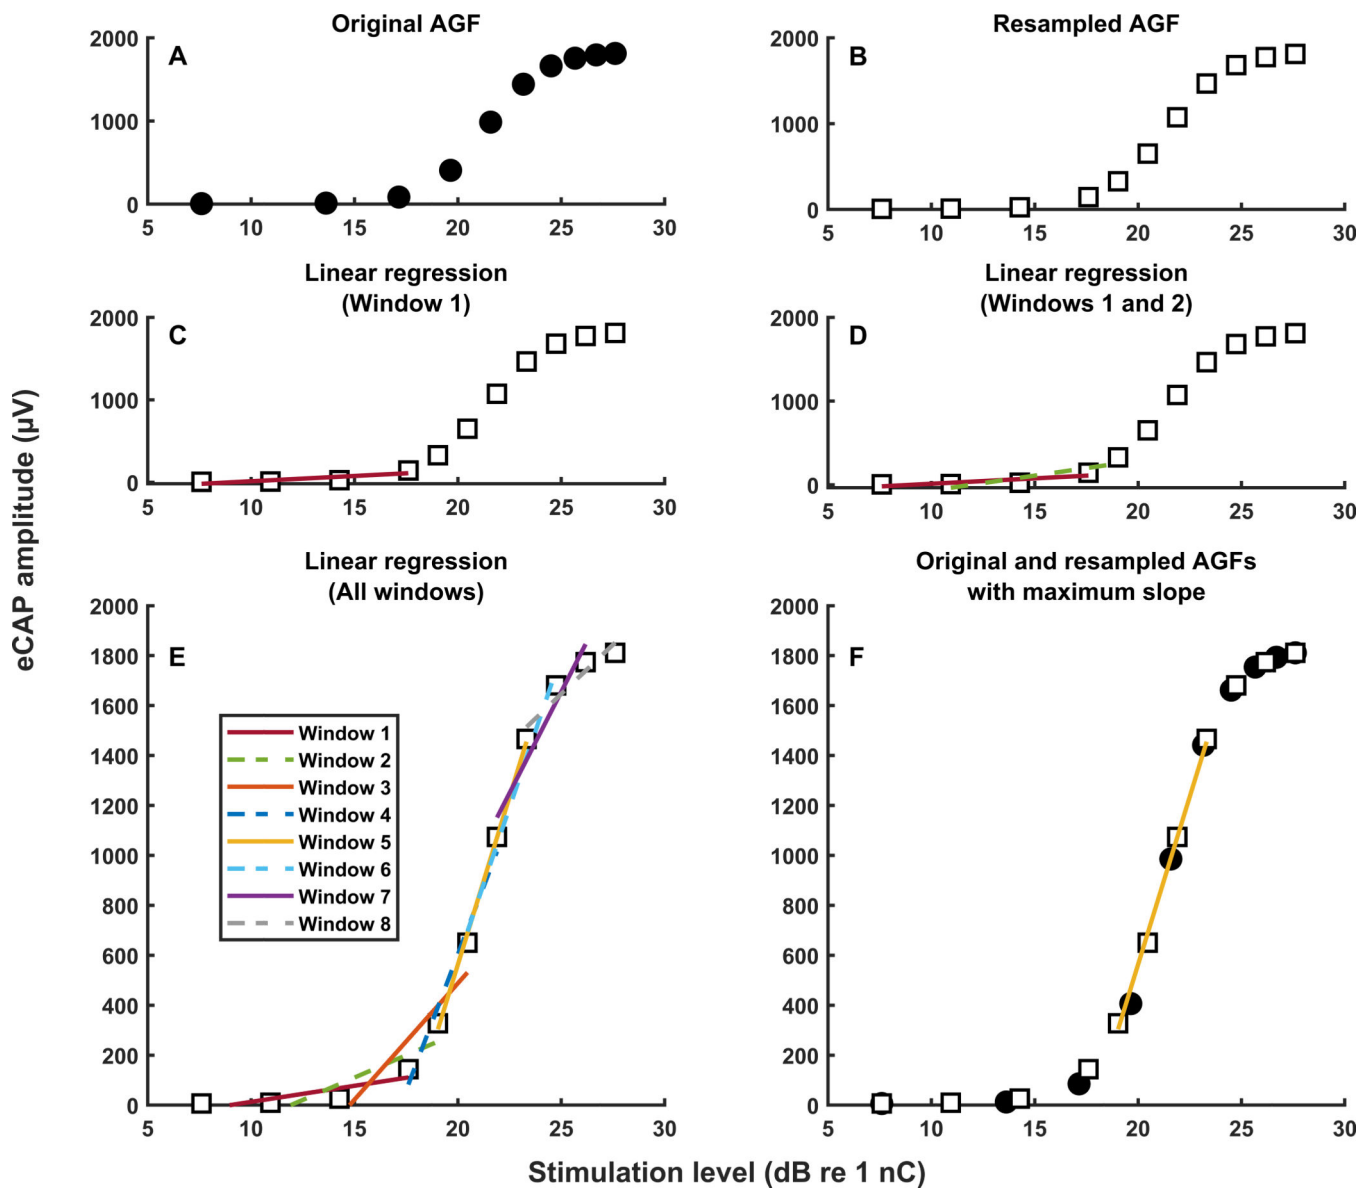 Original AGF
A
2000
1000
0
5 10 15 20 25 30
Resampled AGF
B
2000
1000
0
5 10 15 20 25 30
Linear regression
(Window 1)
C
2000
1000
0
5 10 15 20 25 30
Linear regression
(Windows 1 and 2)
D
2000
1000
0
5 10 15 20 25 30
eCAP amplitude (µV)
Linear regression
(All windows)
E
2000
1800
1600
1400
1200
1000
800
600
400
200
0
Window 1
Window 2
Window 3
Window 4
Window 5
Window 6
Window 7
Window 8
5 10 15 20 25 30
Original and resampled AGFs
with maximum slope
F
2000
1800
1600
1400
1200
1000
800
600
400
200
0
5 10 15 20 25 30
Stimulation level (dB re 1 nC)